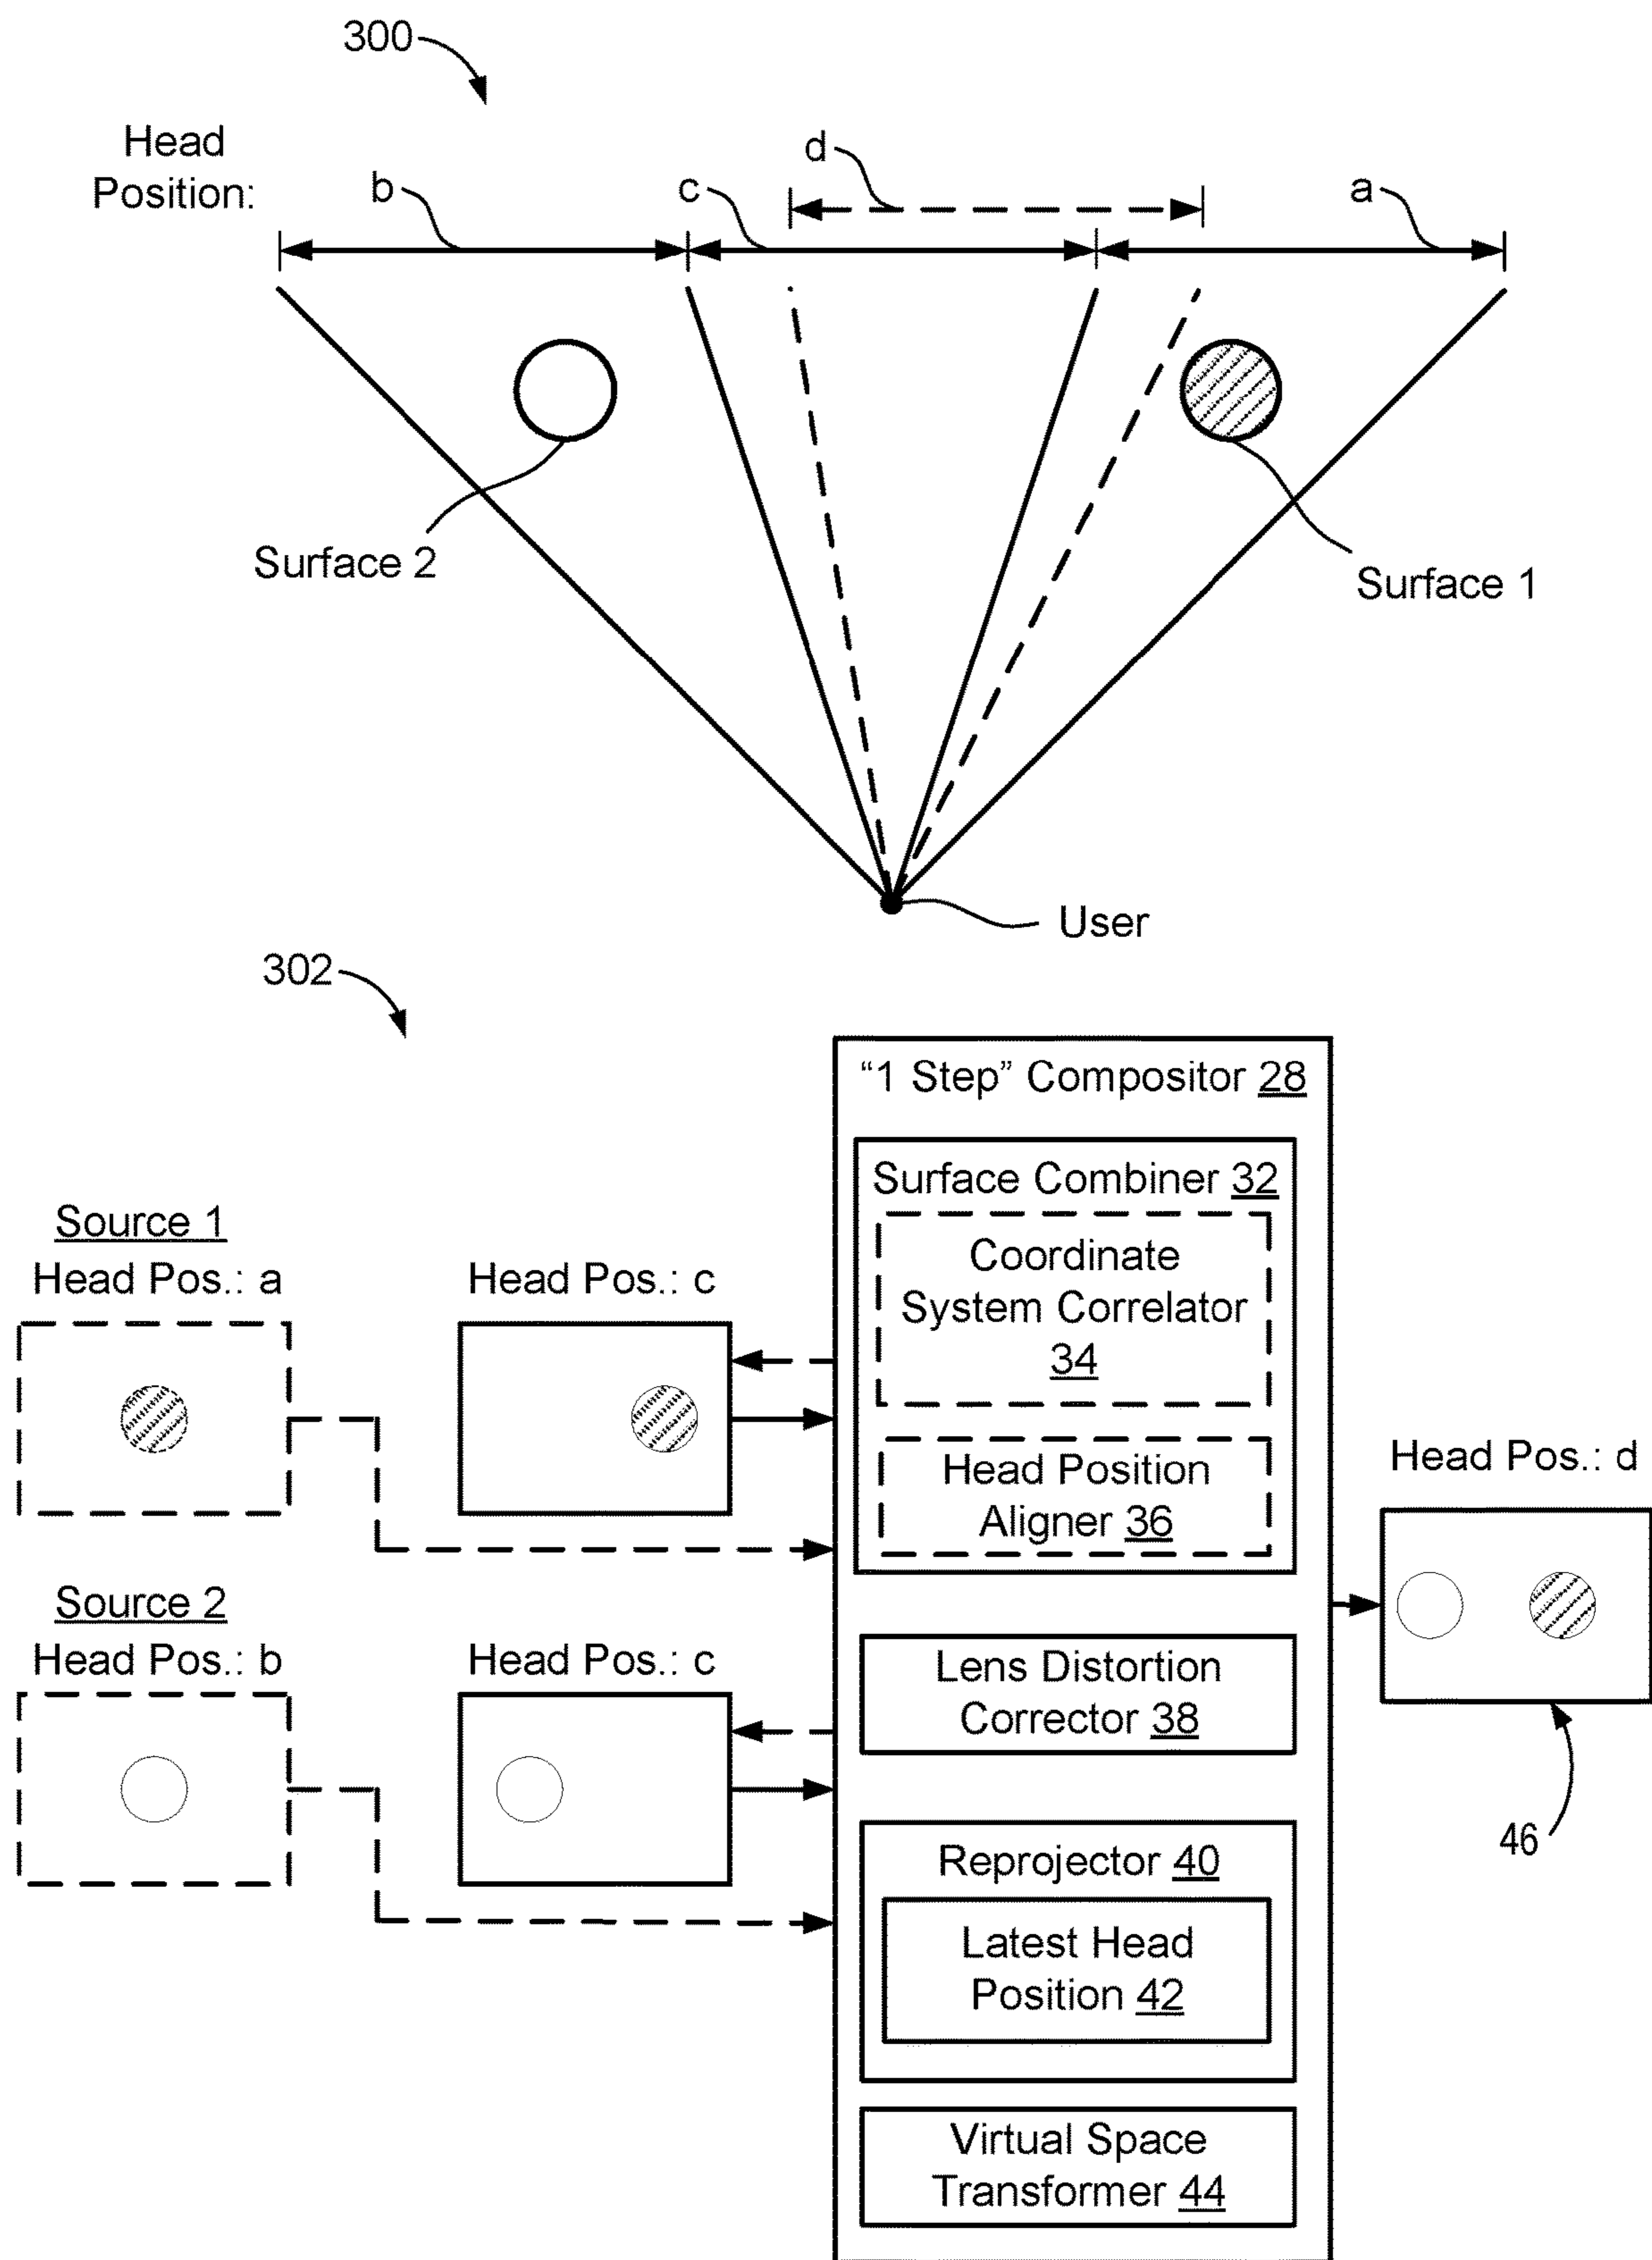 300
Head
Position:
b
c
d
a
Surface 2
Surface 1
User
302
"1 Step" Compositor 28
Surface Combiner 32
Coordinate
System Correlator
34
Head Position
Aligner 36
Lens Distortion
Corrector 38
Reprojector 40
Latest Head
Position 42
Virtual Space
Transformer 44
Source 1
Head Pos.: a
Head Pos.: c
Source 2
Head Pos.: b
Head Pos.: c
Head Pos.: d
46